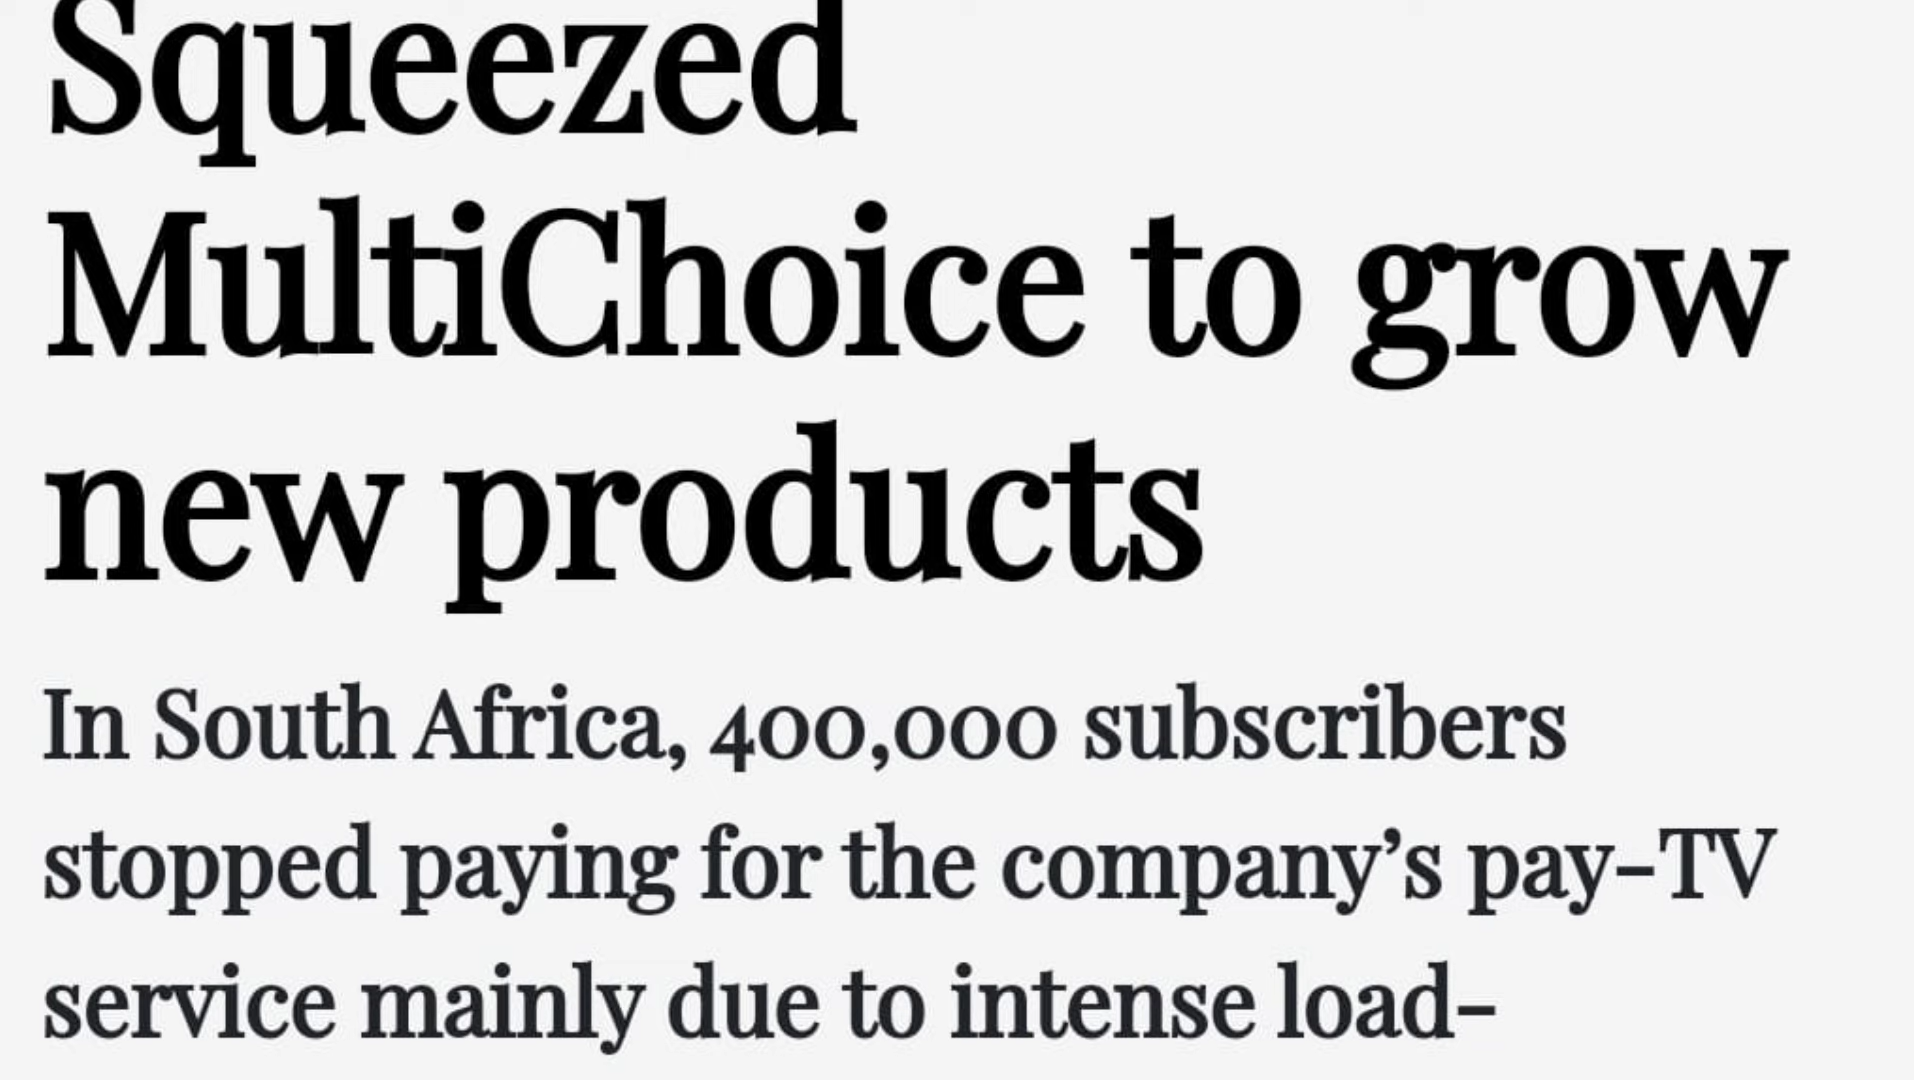 Squeezed
MultiChoice to grow
new products
In South Africa, 400,000 subscribers
stopped paying for the company’s pay-TV
service mainly due to intense load-